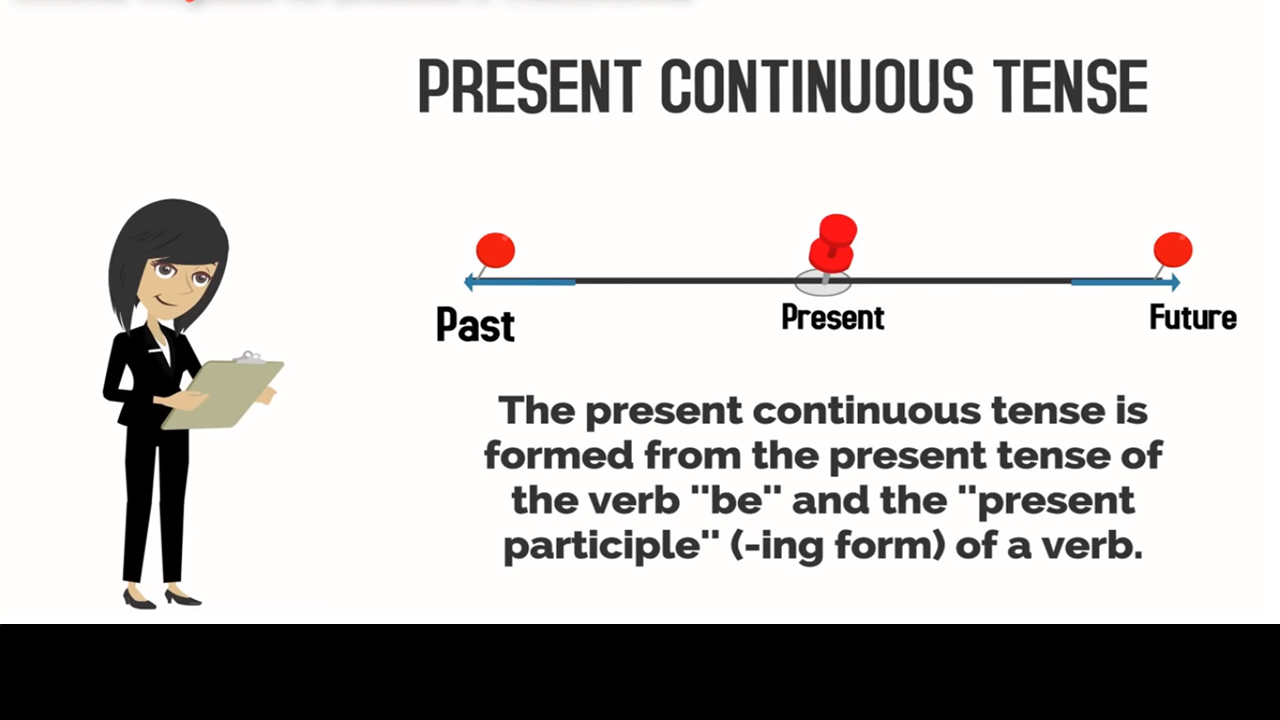 PRESENT CONTINUOUS TENSE
Past
Present
Future
The present continuous tense is
formed from the present tense of
the verb "be" and the "present
participle" (-ing form) of a verb.